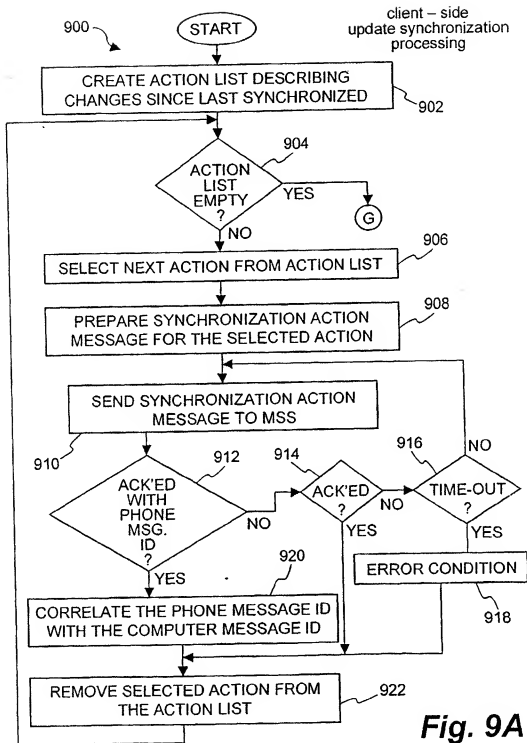 client – side
update synchronization
processing
900
START
CREATE ACTION LIST DESCRIBING
CHANGES SINCE LAST SYNCHRONIZED
902
904
ACTION
LIST
EMPTY
?
YES
G
NO
906
SELECT NEXT ACTION FROM ACTION LIST
908
PREPARE SYNCHRONIZATION ACTION
MESSAGE FOR THE SELECTED ACTION
SEND SYNCHRONIZATION ACTION
MESSAGE TO MSS
910
912
ACK'ED
WITH
PHONE
MSG.
ID
?
NO
YES
914
ACK'ED
?
NO
YES
916
NO
TIME-OUT
?
YES
ERROR CONDITION
918
920
CORRELATE THE PHONE MESSAGE ID
WITH THE COMPUTER MESSAGE ID
REMOVE SELECTED ACTION FROM
THE ACTION LIST
922
Fig. 9A